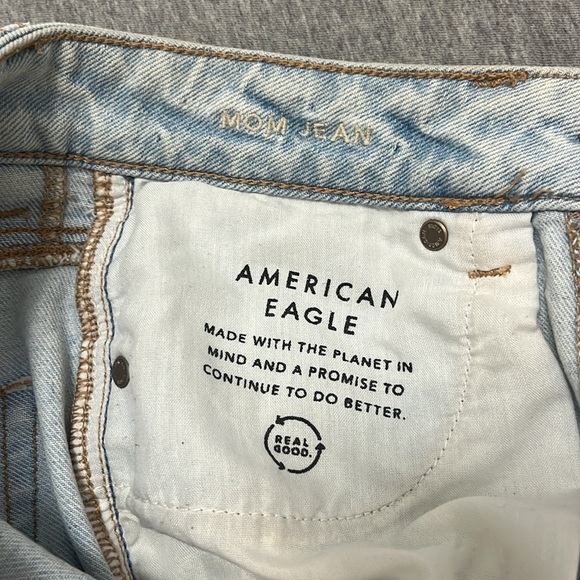 MOM JEAN
AMERICAN
EAGLE
MADE WITH THE PLANET IN
MIND AND A PROMISE TO
CONTINUE TO DO BETTER.
REAL
GOOD.